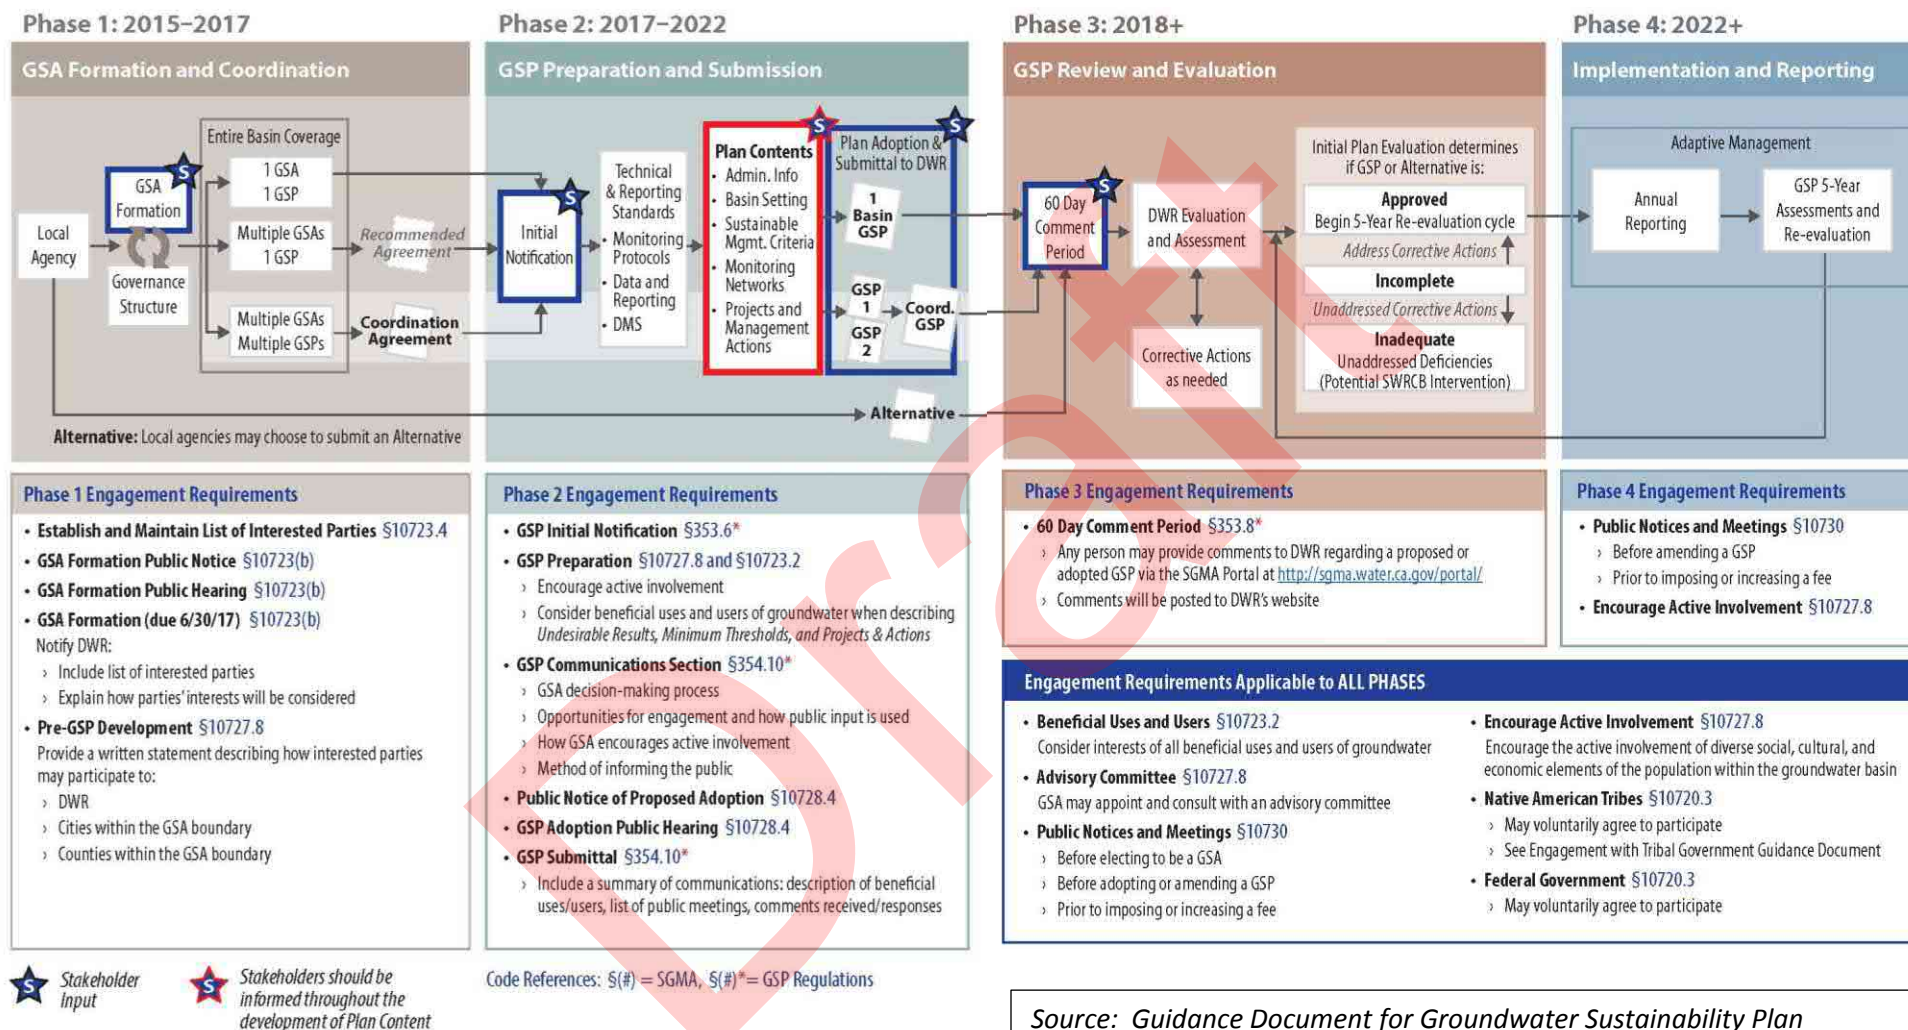 Phase 1: 2015–2017
GSA Formation and Coordination
Entire Basin Coverage
Local
Agency
S
GSA
Formation
Governance
Structure
1 GSA
1 GSP
Multiple GSAs
1 GSP
Multiple GSAs
Multiple GSPs
Recommended
Agreement
Coordination
Agreement
Alternative: Local agencies may choose to submit an Alternative
Phase 2: 2017–2022
GSP Preparation and Submission
S
Initial
Notification
Technical
& Reporting
Standards
• Monitoring
Protocols
• Data and
Reporting
• DMS
S
Plan Contents
• Admin. Info
• Basin Setting
• Sustainable
Mgmt. Criteria
• Monitoring
Networks
• Projects and
Management
Actions
S
Plan Adoption &
Submittal to DWR
1
Basin
GSP
GSP
1
GSP
2
Coord.
GSP
Alternative
Phase 3: 2018+
GSP Review and Evaluation
S
60 Day
Comment
Period
DWR Evaluation
and Assessment
Corrective Actions
as needed
Initial Plan Evaluation determines
if GSP or Alternative is:
Approved
Begin 5-Year Re-evaluation cycle
Address Corrective Actions
Incomplete
Unaddressed Corrective Actions
Inadequate
Unaddressed Deficiencies
(Potential SWRCB Intervention)
Phase 4: 2022+
Implementation and Reporting
Adaptive Management
Annual
Reporting
GSP 5-Year
Assessments and
Re-evaluation
Phase 1 Engagement Requirements
• Establish and Maintain List of Interested Parties §10723.4
• GSA Formation Public Notice §10723(b)
• GSA Formation Public Hearing §10723(b)
• GSA Formation (due 6/30/17) §10723(b)
Notify DWR:
› Include list of interested parties
› Explain how parties' interests will be considered
• Pre-GSP Development §10727.8
Provide a written statement describing how interested parties
may participate to:
› DWR
› Cities within the GSA boundary
› Counties within the GSA boundary
Phase 2 Engagement Requirements
• GSP Initial Notification §353.6*
• GSP Preparation §10727.8 and §10723.2
› Encourage active involvement
› Consider beneficial uses and users of groundwater when describing
Undesirable Results, Minimum Thresholds, and Projects & Actions
• GSP Communications Section §354.10*
› GSA decision-making process
› Opportunities for engagement and how public input is used
› How GSA encourages active involvement
› Method of informing the public
• Public Notice of Proposed Adoption §10728.4
• GSP Adoption Public Hearing §10728.4
• GSP Submittal §354.10*
› Include a summary of communications: description of beneficial
uses/users, list of public meetings, comments received/responses
Phase 3 Engagement Requirements
• 60 Day Comment Period §353.8*
› Any person may provide comments to DWR regarding a proposed or
adopted GSP via the SGMA Portal at http://sgma.water.ca.gov/portal/
› Comments will be posted to DWR's website
Phase 4 Engagement Requirements
• Public Notices and Meetings §10730
› Before amending a GSP
› Prior to imposing or increasing a fee
• Encourage Active Involvement §10727.8
Engagement Requirements Applicable to ALL PHASES
• Beneficial Uses and Users §10723.2
Consider interests of all beneficial uses and users of groundwater
• Advisory Committee §10727.8
GSA may appoint and consult with an advisory committee
• Public Notices and Meetings §10730
› Before electing to be a GSA
› Before adopting or amending a GSP
› Prior to imposing or increasing a fee
• Encourage Active Involvement §10727.8
Encourage the active involvement of diverse social, cultural, and
economic elements of the population within the groundwater basin
• Native American Tribes §10720.3
› May voluntarily agree to participate
› See Engagement with Tribal Government Guidance Document
• Federal Government §10720.3
› May voluntarily agree to participate
S
Stakeholder
Input
S
Stakeholders should be
informed throughout the
development of Plan Content
Code References: §(#) = SGMA, §(#)*= GSP Regulations
Source: Guidance Document for Groundwater Sustainability Plan
Draft